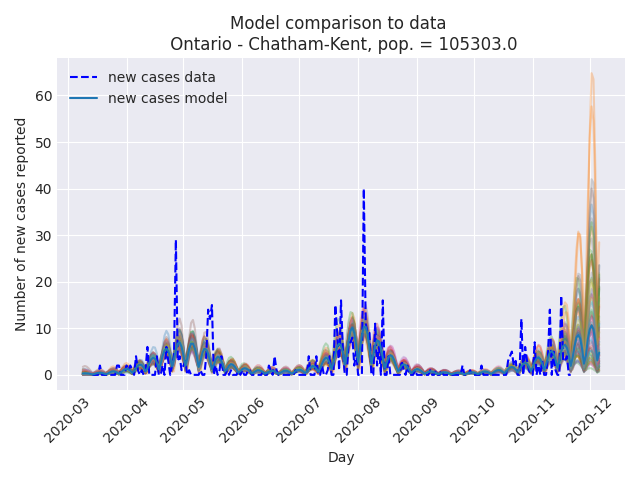 Model comparison to data
Ontario - Chatham-Kent, pop. = 105303.0
new cases data
new cases model
Number of new cases reported
60
50
40
30
20
10
0
2020-03
2020-04
2020-05
2020-06
2020-07
2020-08
2020-09
2020-10
2020-11
2020-12
Day